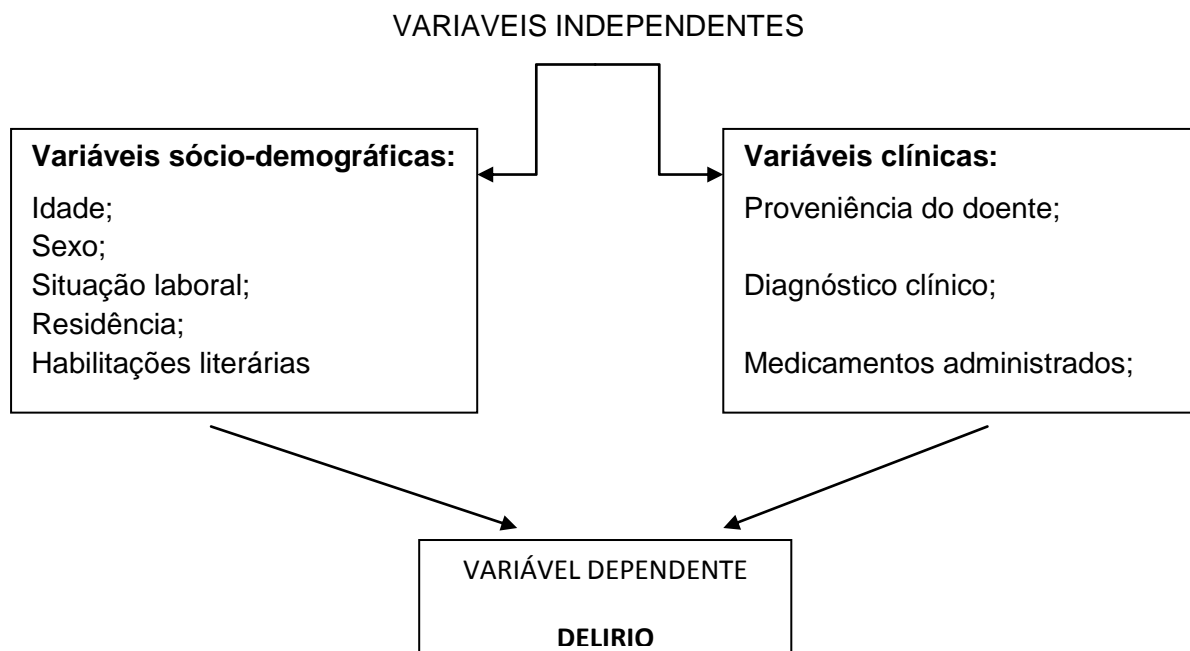 VARIAVEIS INDEPENDENTES
Variáveis sócio-demográficas:
Idade;
Sexo;
Situação laboral;
Residência;
Habilitações literárias
Variáveis clínicas:
Proveniência do doente;
Diagnóstico clínico;
Medicamentos administrados;
VARIÁVEL DEPENDENTE
DELIRIO